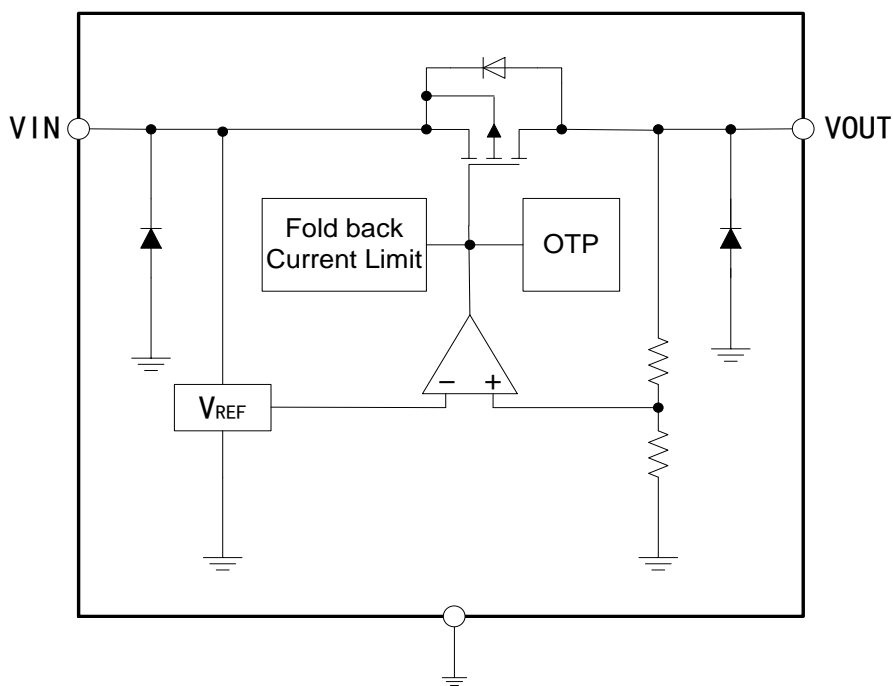 VIN
VOUT
Fold back
Current Limit
OTP
− +
VREF